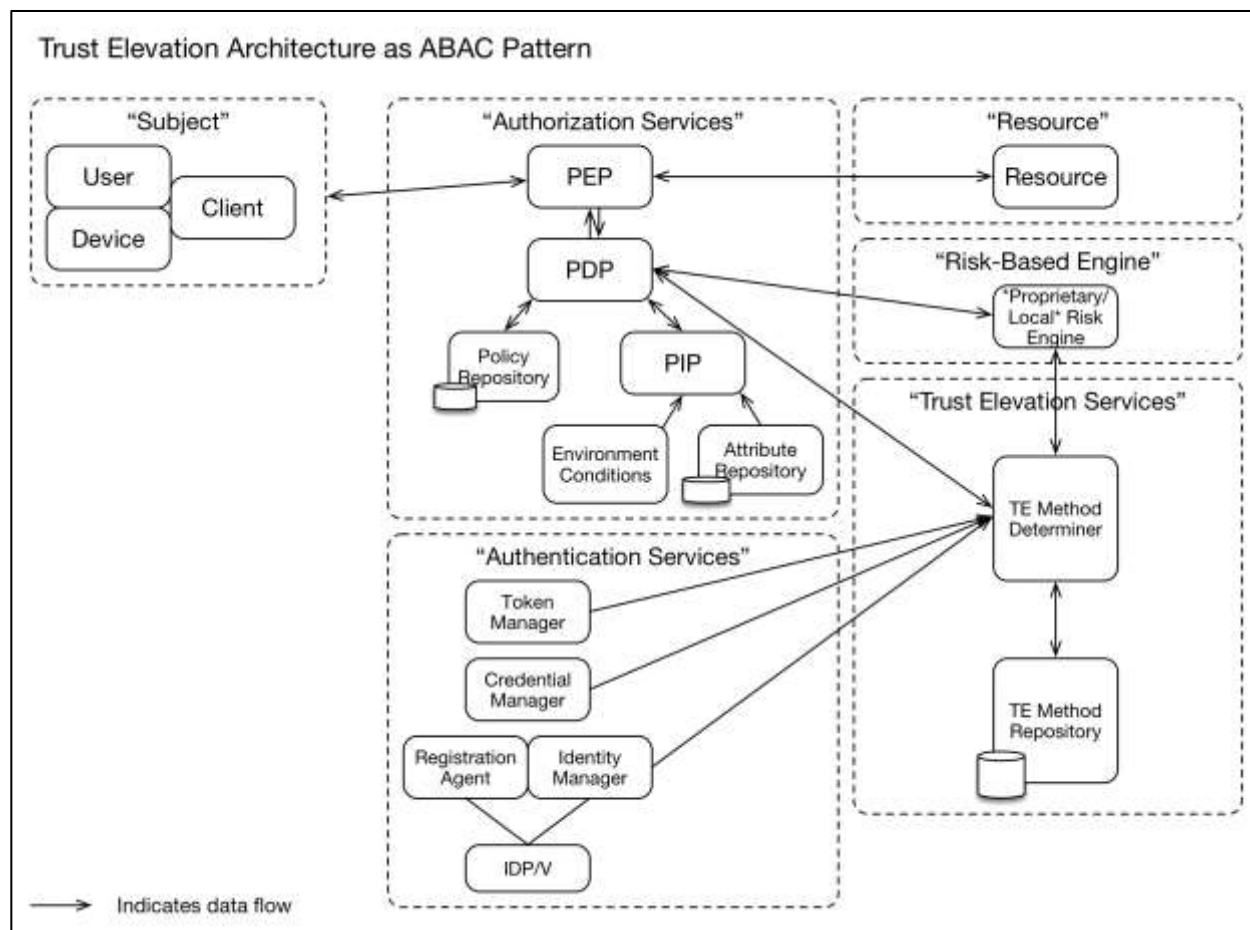 Trust Elevation Architecture as ABAC Pattern
“Subject”
User
Client
Device
“Authorization Services”
PEP
PDP
Policy
Repository
PIP
Environment
Conditions
Attribute
Repository
“Resource”
Resource
“Risk-Based Engine”
*Proprietary/
Local* Risk
Engine
“Trust Elevation Services”
TE Method
Determiner
TE Method
Repository
“Authentication Services”
Token
Manager
Credential
Manager
Registration
Agent
Identity
Manager
IDP/V
Indicates data flow